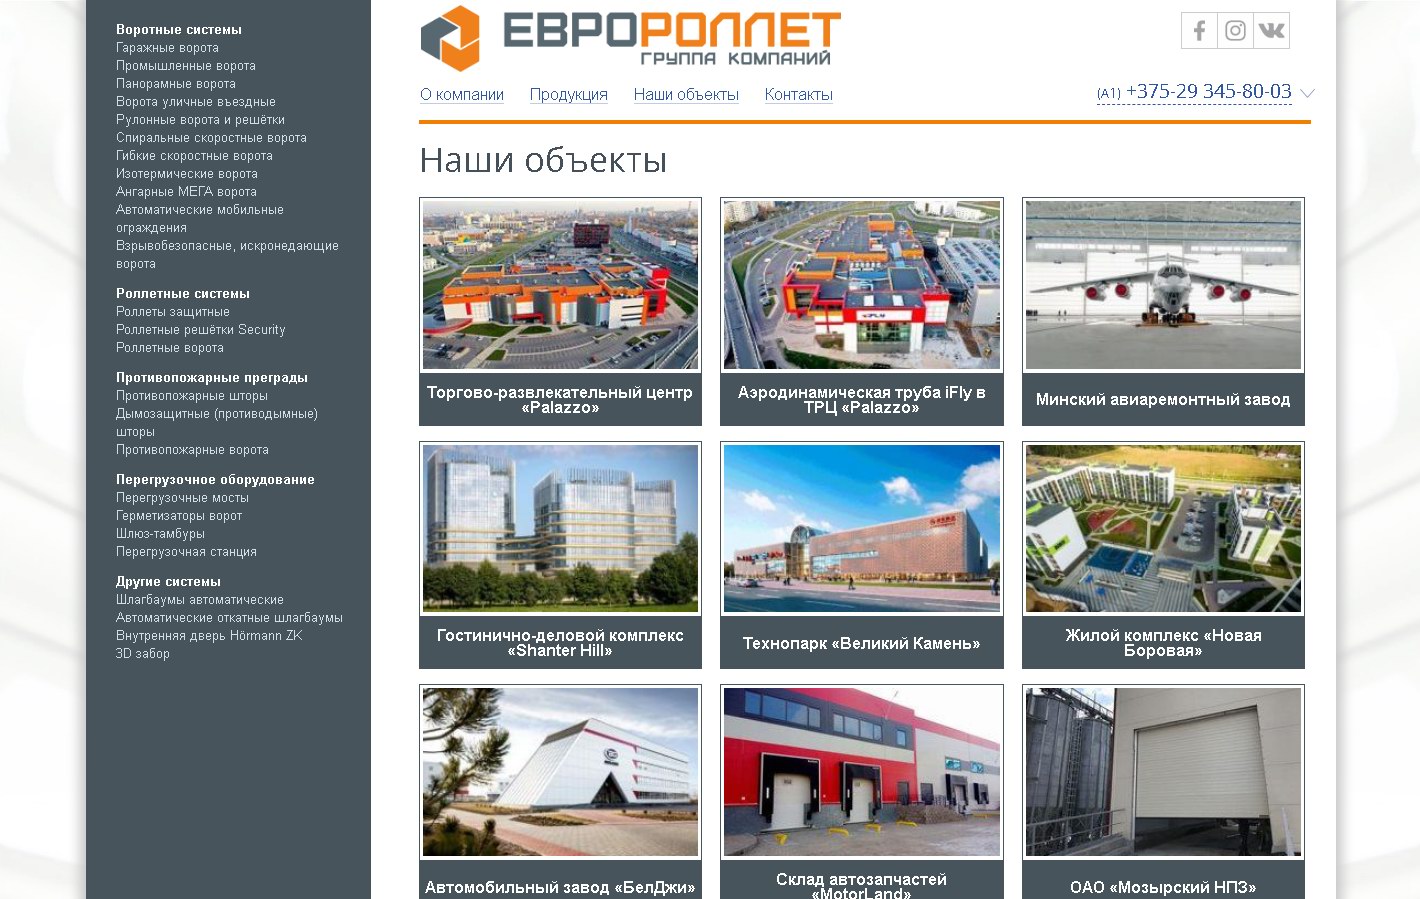 Воротные системы
Гаражные ворота
Промышленные ворота
Панорамные ворота
Ворота уличные въездные
Рулонные ворота и решётки
Спиральные скоростные ворота
Гибкие скоростные ворота
Изотермические ворота
Ангарные МЕГА ворота
Автоматические мобильные
ограждения
Взрывобезопасные, искронедающие
ворота
Роллетные системы
Роллеты защитные
Роллетные решётки Security
Роллетные ворота
Противопожарные преграды
Противопожарные шторы
Дымозащитные (противодымные)
шторы
Противопожарные ворота
Перегрузочное оборудование
Перегрузочные мосты
Герметизаторы ворот
Шлюз-тамбуры
Перегрузочная станция
Другие системы
Шлагбаумы автоматические
Автоматические откатные шлагбаумы
Внутренняя дверь Hörmann ZK
3D забор
ЕВРОРОЛЛЕТ
ГРУППА КОМПАНИЙ
О компании Продукция Наши объекты Контакты
(A1) +375-29 345-80-03
Наши объекты
iFLY
Торгово-развлекательный центр
«Palazzo»
Аэродинамическая труба iFly в
ТРЦ «Palazzo»
Минский авиаремонтный завод
Гостинично-деловой комплекс
«Shanter Hill»
Технопарк «Великий Камень»
Жилой комплекс «Новая
Боровая»
Автомобильный завод «БелДжи»
Склад автозапчастей
«MotorLand»
ОАО «Мозырский НПЗ»